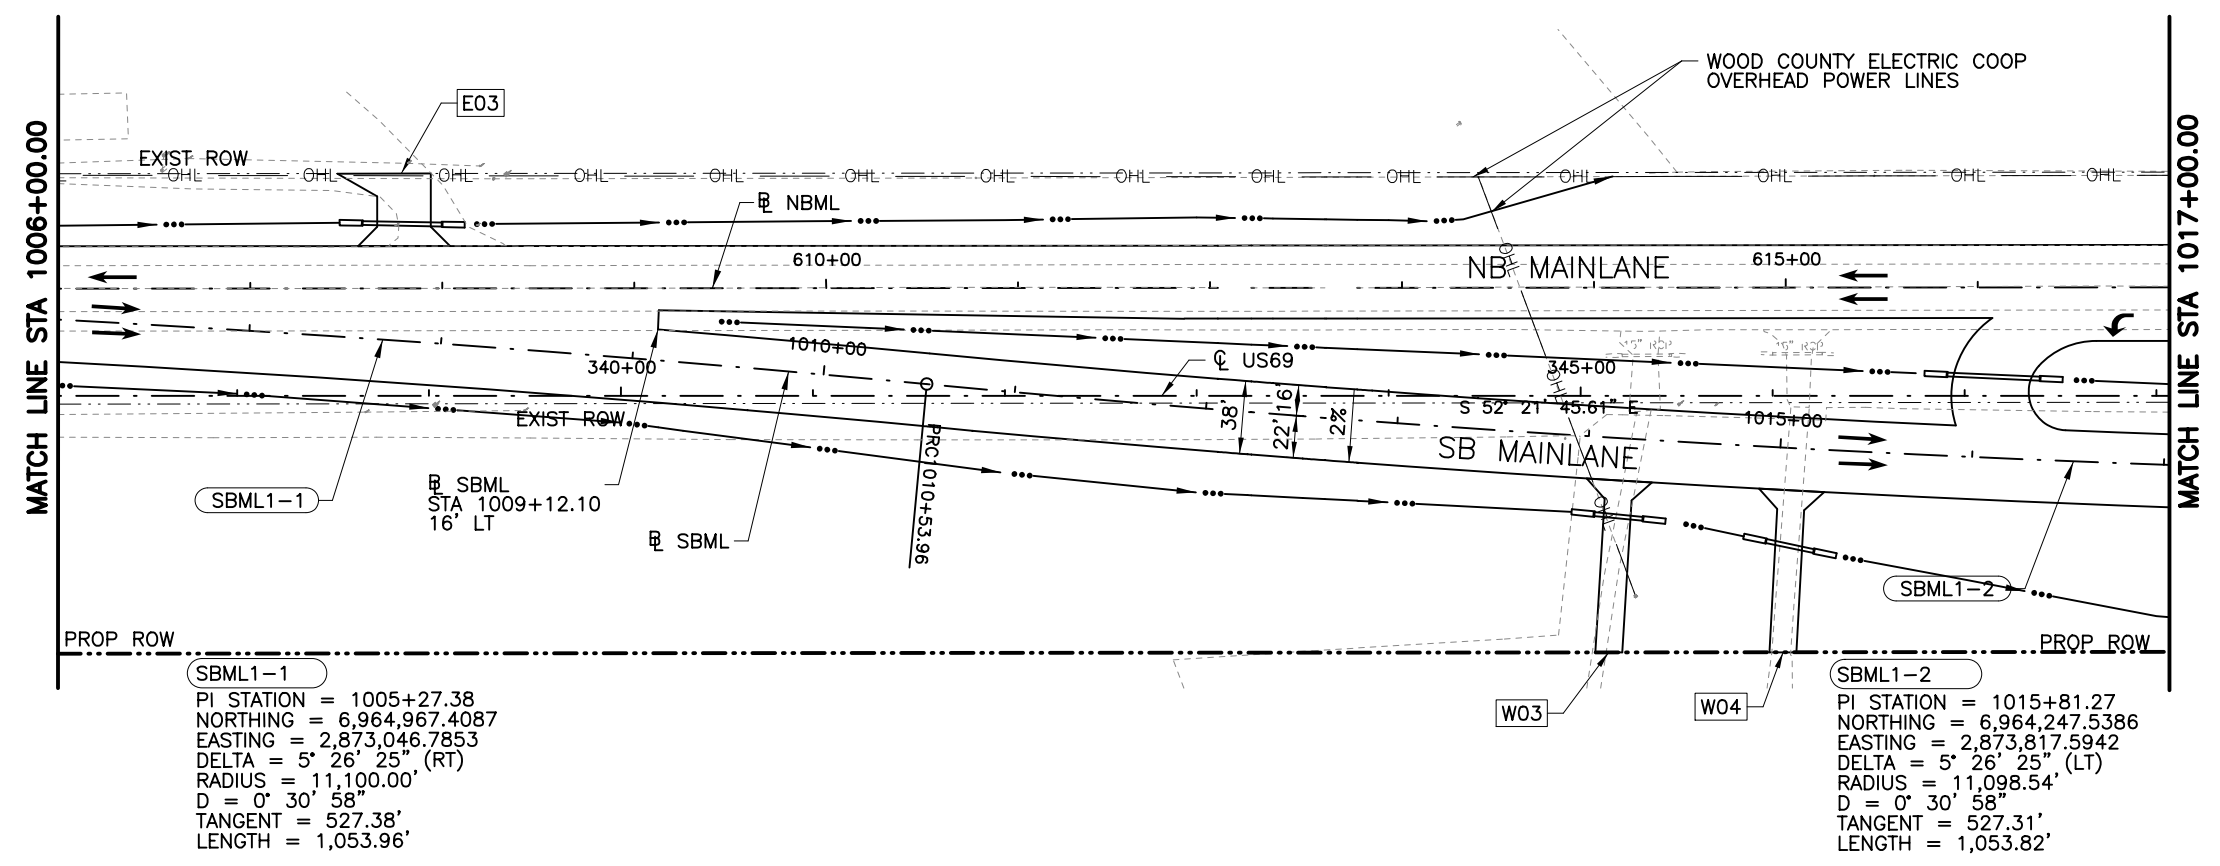 WOOD COUNTY ELECTRIC COOP
OVERHEAD POWER LINES
E03
EXIST ROW
OHL OHL OHL OHL OHL OHL OHL OHL OHL OHL OHL OHL OHL OHL
MATCH LINE STA 1006+00.00
MATCH LINE STA 1017+00.00
BL NBML
610+00
NB MAINLANE
615+00
OHL
1010+00
340+00
℄ US69
345+00
OHL
S 52° 21' 45.61" E
1015+00
EXIST ROW
38'
22'
16'
22%
SB MAINLANE
PRC1010+53.96
SBML1-1
BL SBML
STA 1009+12.10
16' LT
BL SBML
OHL
SBML1-2
PROP ROW
PROP ROW
W03
W04
SBML1-1
PI STATION = 1005+27.38
NORTHING = 6,964,967.4087
EASTING = 2,873,046.7853
DELTA = 5° 26' 25" (RT)
RADIUS = 11,100.00'
D = 0° 30' 58"
TANGENT = 527.38'
LENGTH = 1,053.96'
SBML1-2
PI STATION = 1015+81.27
NORTHING = 6,964,247.5386
EASTING = 2,873,817.5942
DELTA = 5° 26' 25" (LT)
RADIUS = 11,098.54'
D = 0° 30' 58"
TANGENT = 527.31'
LENGTH = 1,053.82'